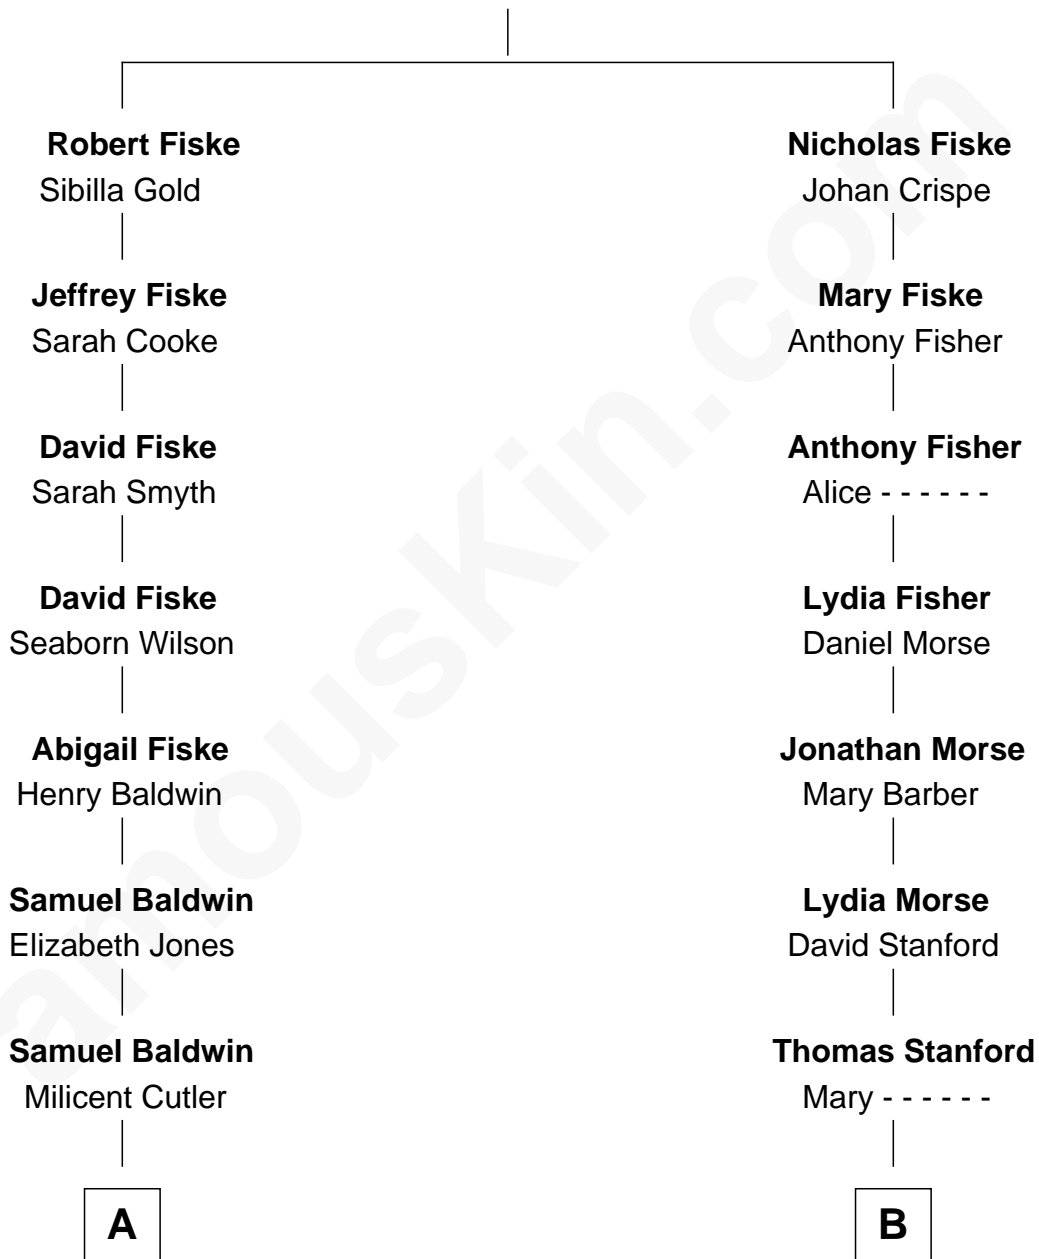 Robert Fiske
Sibilla Gold
Jeffrey Fiske
Sarah Cooke
David Fiske
Sarah Smyth
David Fiske
Seaborn Wilson
Abigail Fiske
Henry Baldwin
Samuel Baldwin
Elizabeth Jones
Samuel Baldwin
Milicent Cutler
A
Nicholas Fiske
Johan Crispe
Mary Fiske
Anthony Fisher
Anthony Fisher
Alice - - - - - -
Lydia Fisher
Daniel Morse
Jonathan Morse
Mary Barber
Lydia Morse
David Stanford
Thomas Stanford
Mary - - - - - -
B
amouskin.com